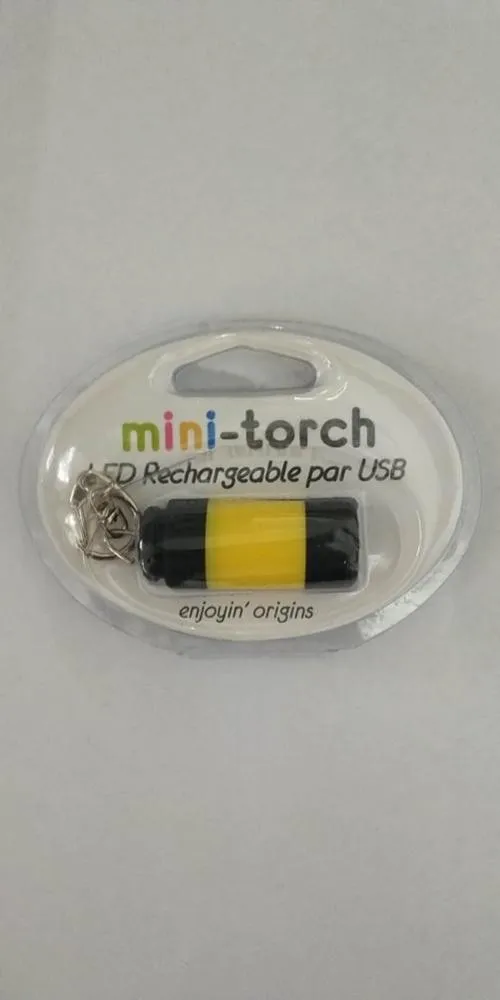 mini-torch
LED Rechargeable par USB
enjoyin' origins